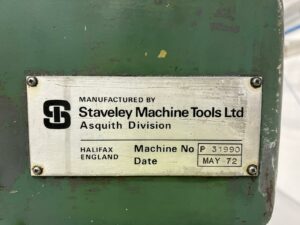 MANUFACTURED BY
Staveley Machine Tools Ltd
Asquith Division
HALIFAX
ENGLAND
Machine No P 31990
Date MAY 72